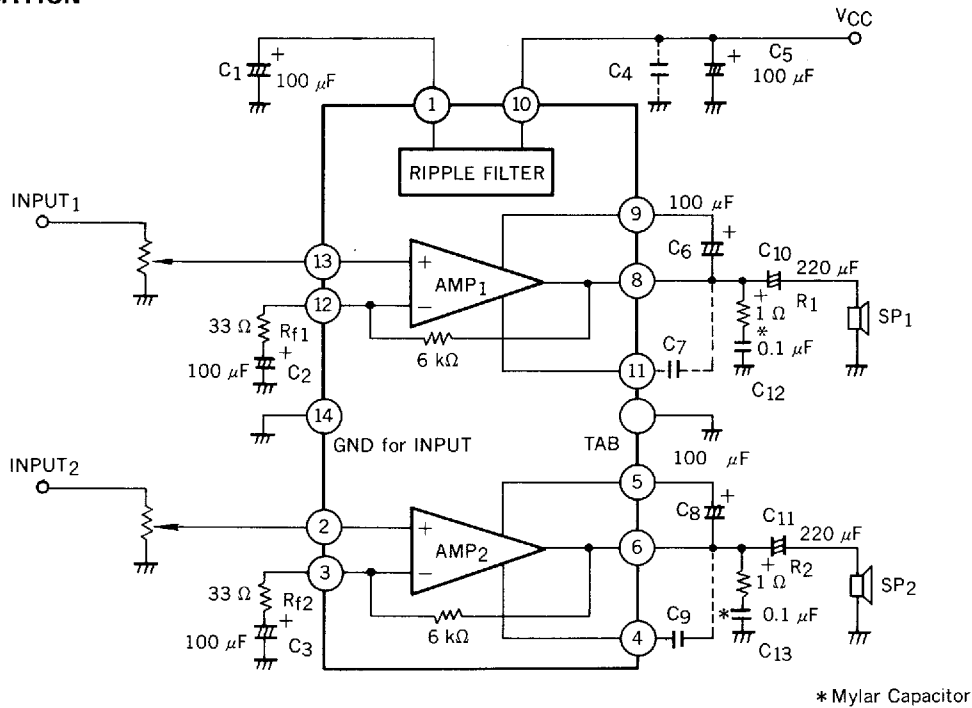 VCC
C1
+
100 μF
C4
+
C5
100 μF
1
10
RIPPLE FILTER
INPUT1
9
100 μF
+
C6
C10
220 μF
13
+
AMP1
8
+
R1
1 Ω
*
0.1 μF
C12
SP1
12
−
33 Ω
Rf1
+
100 μF
C2
6 kΩ
C7
11
14
GND for INPUT
TAB
100 μF
INPUT2
5
+
C8
C11
220 μF
2
+
AMP2
6
+
R2
1 Ω
*
0.1 μF
C13
SP2
3
−
33 Ω
Rf2
+
100 μF
C3
6 kΩ
C9
4
* Mylar Capacitor